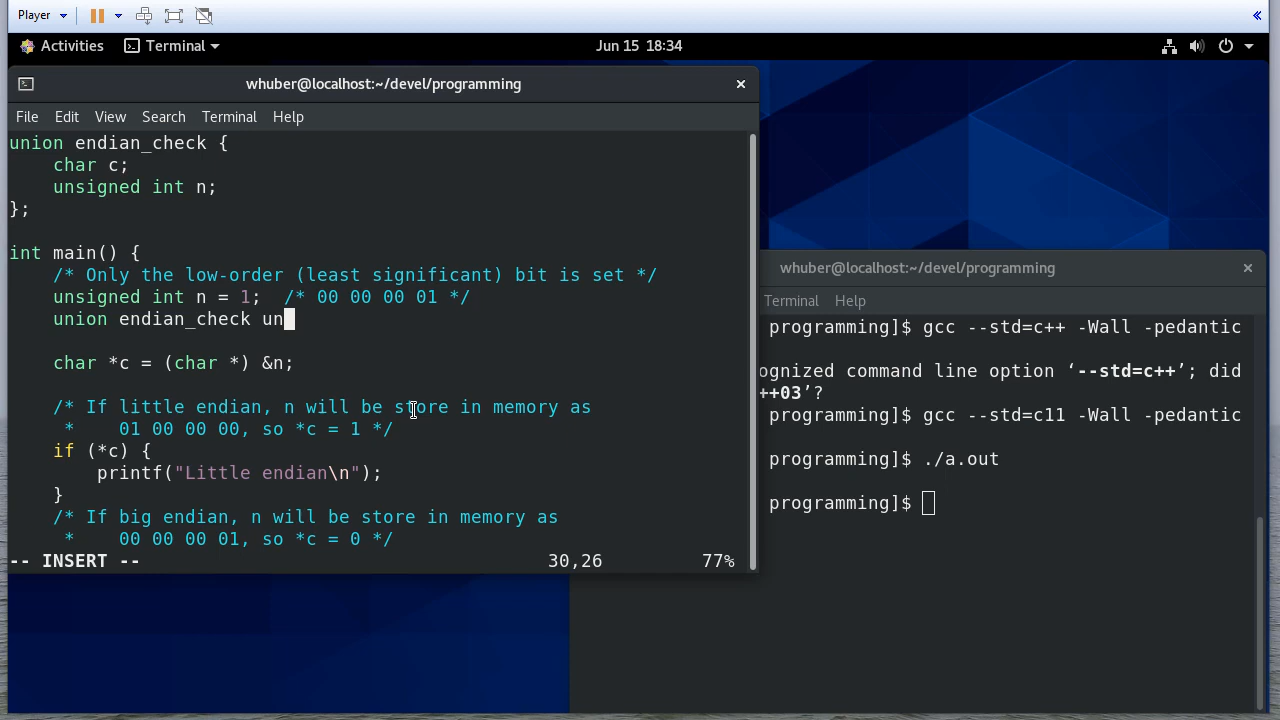 Player
Activities
Terminal
Jun 15 18:34
whuber@localhost:~/devel/programming
File Edit View Search Terminal Help
union endian_check {
    char c;
    unsigned int n;
};
int main() {
    /* Only the low-order (least significant) bit is set */
    unsigned int n = 1;  /* 00 00 00 01 */
    union endian_check un
    char *c = (char *) &n;
    /* If little endian, n will be store in memory as
     *    01 00 00 00, so *c = 1 */
    if (*c) {
        printf("Little endian\n");
    }
    /* If big endian, n will be store in memory as
     *    00 00 00 01, so *c = 0 */
-- INSERT --                30,26         77%
whuber@localhost:~/devel/programming
Terminal Help
programming]$ gcc --std=c++ -Wall -pedantic
ognized command line option ‘--std=c++’; did
++03’?
programming]$ gcc --std=c11 -Wall -pedantic
programming]$ ./a.out
programming]$